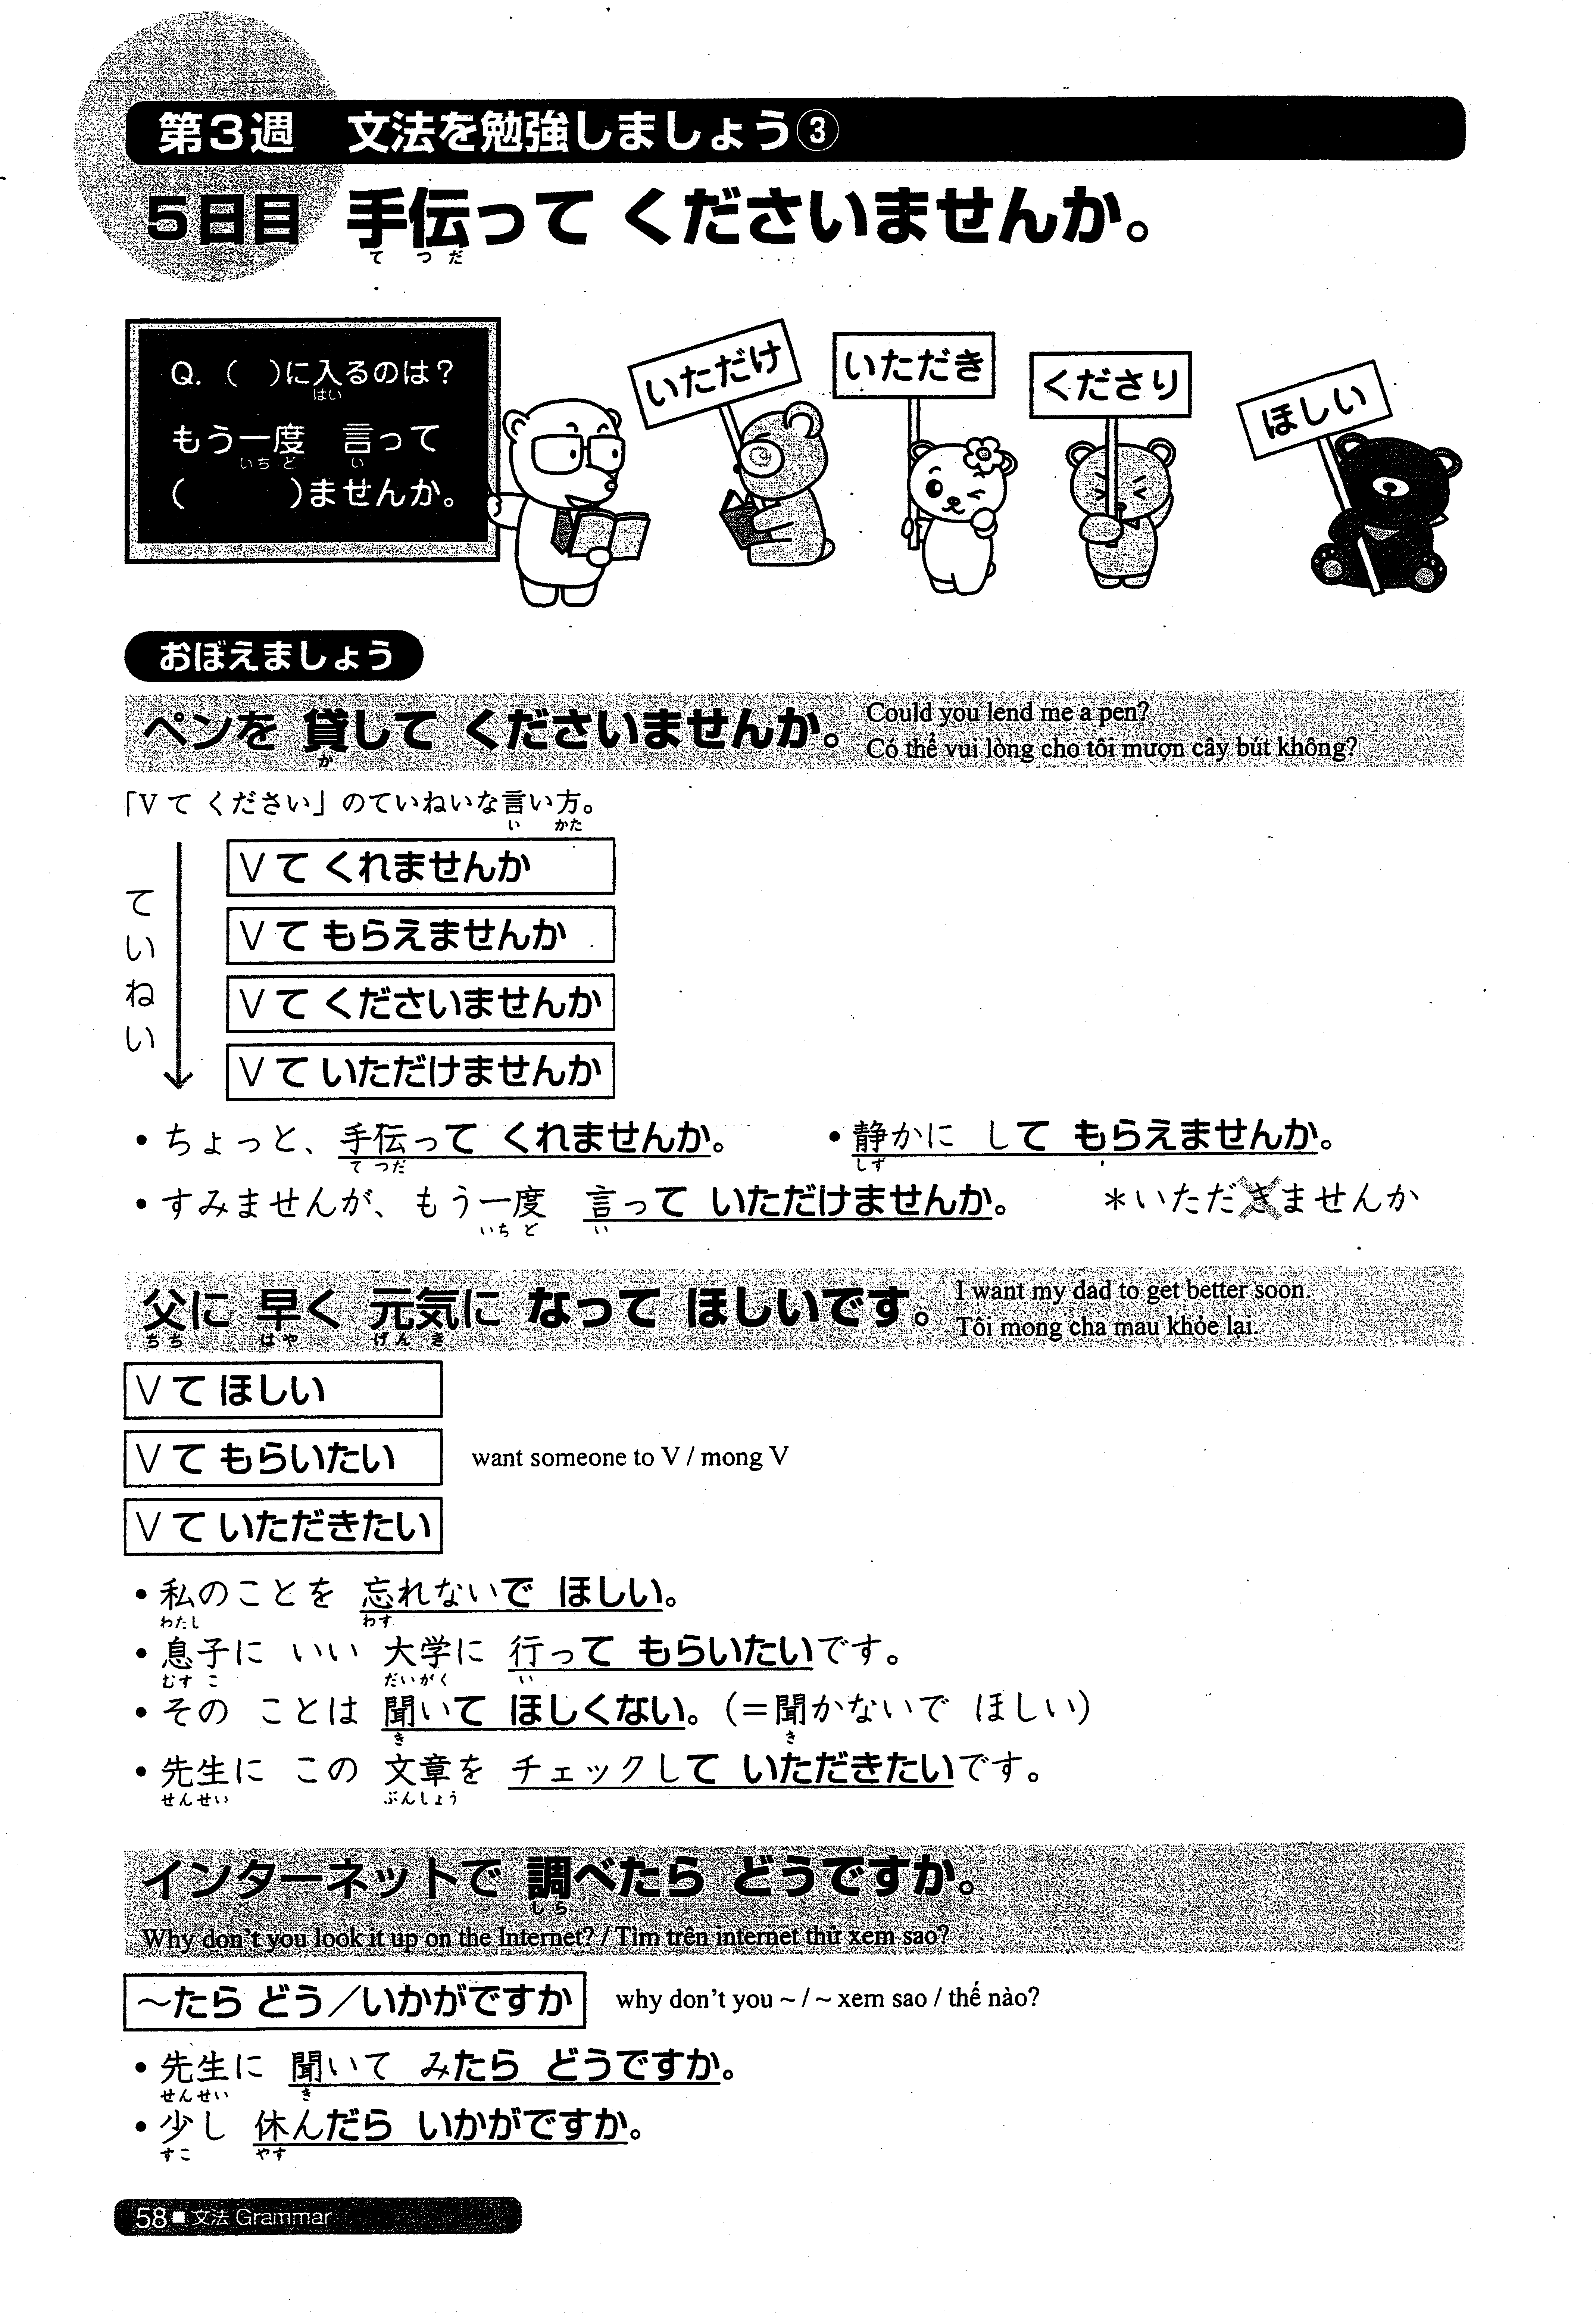 第3週 文法を勉強しましょう③
5日目 手伝って くださいませんか。
てつだ
Q. ( )に入るのは？
はい
もう一度 言って
いちど い
( )ませんか。
いただけ
いただき
くださり
ほしい
おぼえましょう
ペンを 貸して くださいませんか。
か
Could you lend me a pen?
Có thể vui lòng cho tôi mượn cây bút không?
「V て ください」のていねいな言い方。
い かた
ていねい
V て くれませんか
V て もらえませんか
V て くださいませんか
V て いただけませんか
• ちょっと、手伝って くれませんか。 • 静かに して もらえませんか。
てつだ しず
• すみませんが、もう一度 言って いただけませんか。 ＊いただきませんか
いちど い
父に 早く 元気に なって ほしいです。
ちち はや げんき
I want my dad to get better soon.
Tôi mong cha mau khỏe lại.
V て ほしい
V て もらいたい
want someone to V / mong V
V て いただきたい
• 私のことを 忘れないで ほしい。
わたし わす
• 息子に いい 大学に 行って もらいたいです。
むすこ だいがく い
• その ことは 聞いて ほしくない。(＝聞かないで ほしい)
き き
• 先生に この 文章を チェックして いただきたいです。
せんせい ぶんしょう
インターネットで 調べたら どうですか。
しら
Why don't you look it up on the Internet? / Tìm trên internet thử xem sao?
～たら どう／いかがですか
why don't you ~ / ~ xem sao / thế nào?
• 先生に 聞いて みたら どうですか。
せんせい き
• 少し 休んだら いかがですか。
すこ やす
58 ■ 文法 Grammar